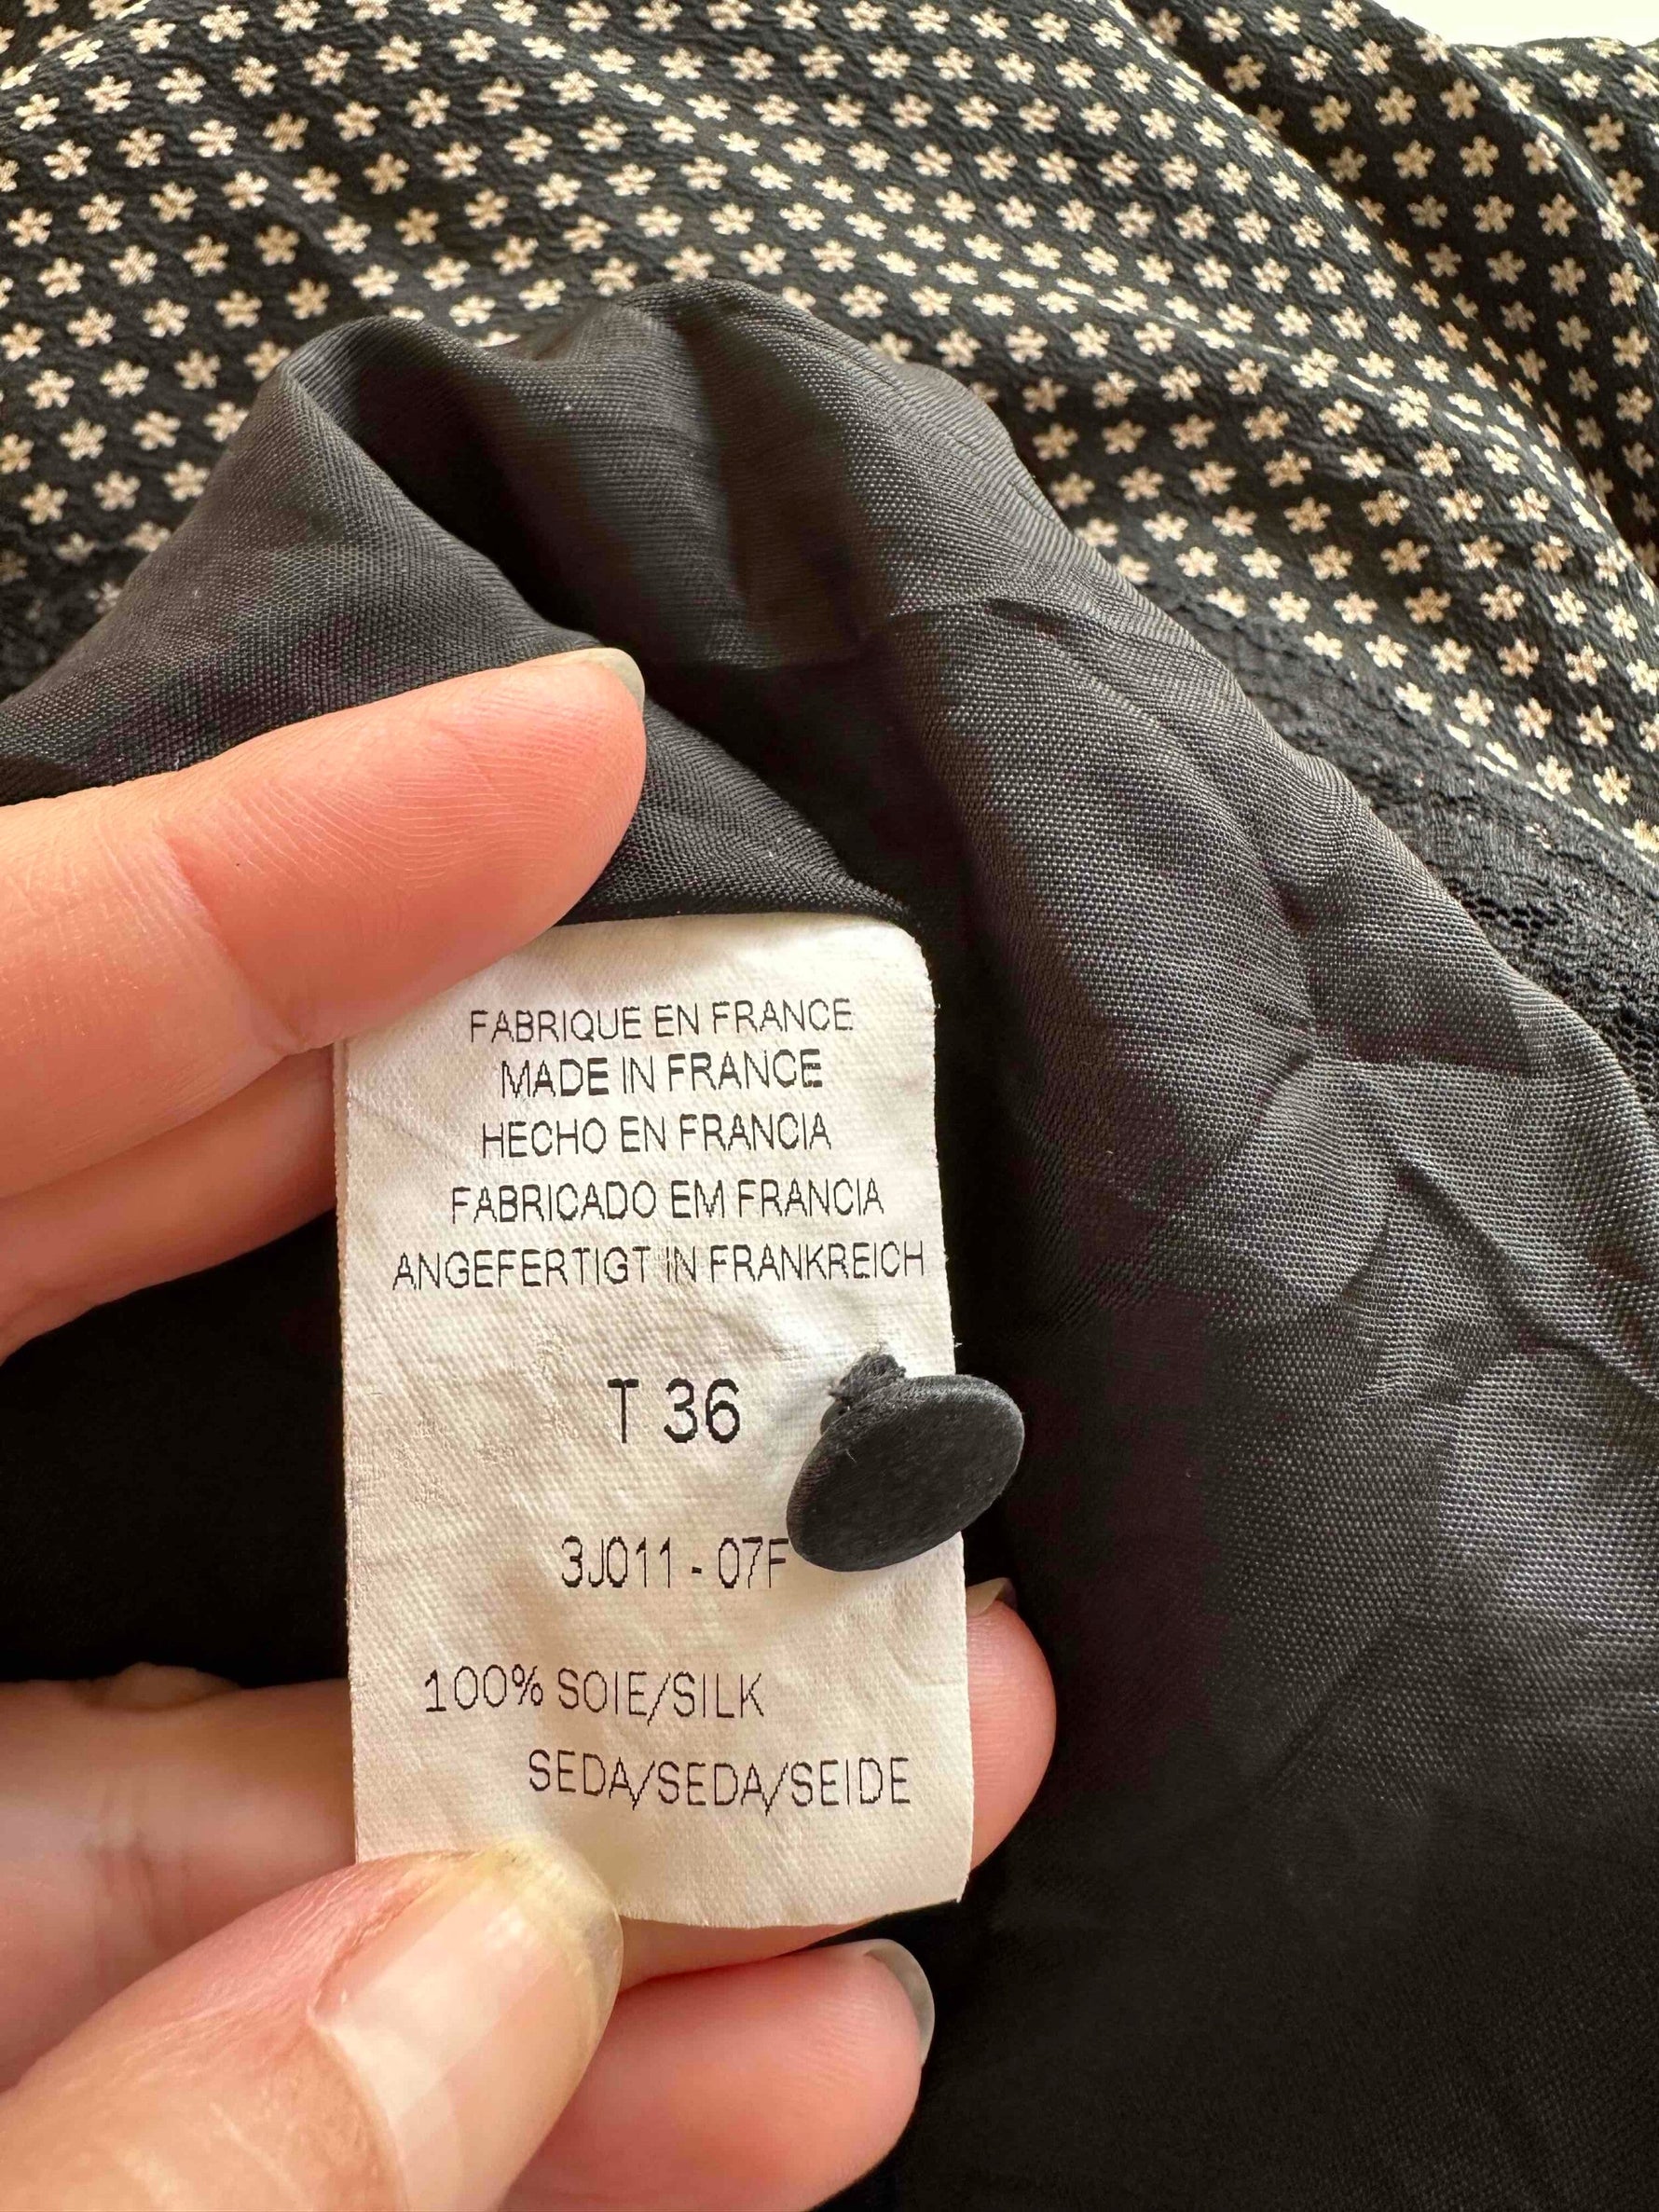 FABRIQUE EN FRANCE
MADE IN FRANCE
HECHO EN FRANCIA
FABRICADO EM FRANCIA
ANGEFERTIGT IN FRANKREICH
T 36
3J011 - 07F
100% SOIE/SILK
SEDA/SEDA/SEIDE